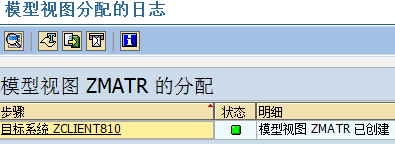 模型视图分配的日志
模型视图 ZMATR 的分配
步骤 状态 明细
目标系统 ZCLIENT810 模型视图 ZMATR 已创建